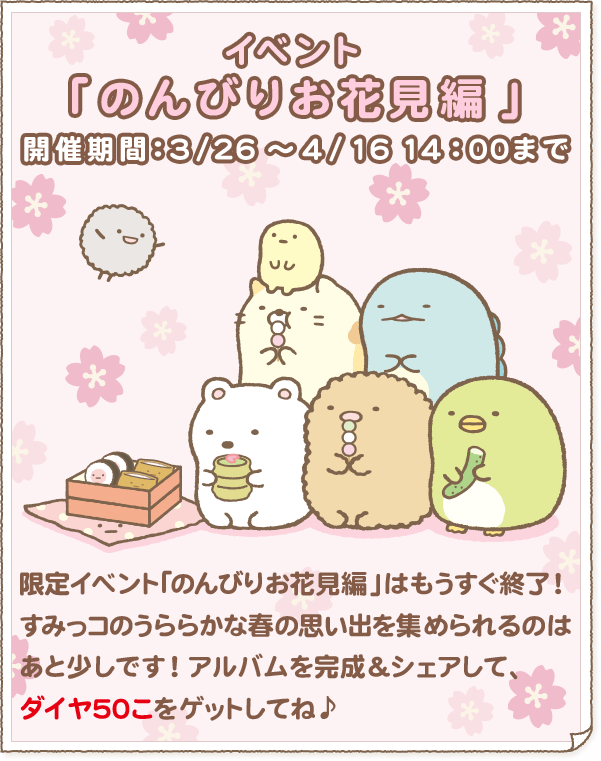 イベント
「のんびりお花見編」
開催期間：3/26 ～ 4/16 14：00まで
限定イベント「のんびりお花見編」はもうすぐ終了！
すみっコのうららかな春の思い出を集められるのは
あと少しです！アルバムを完成＆シェアして、
ダイヤ50こをゲットしてね♪